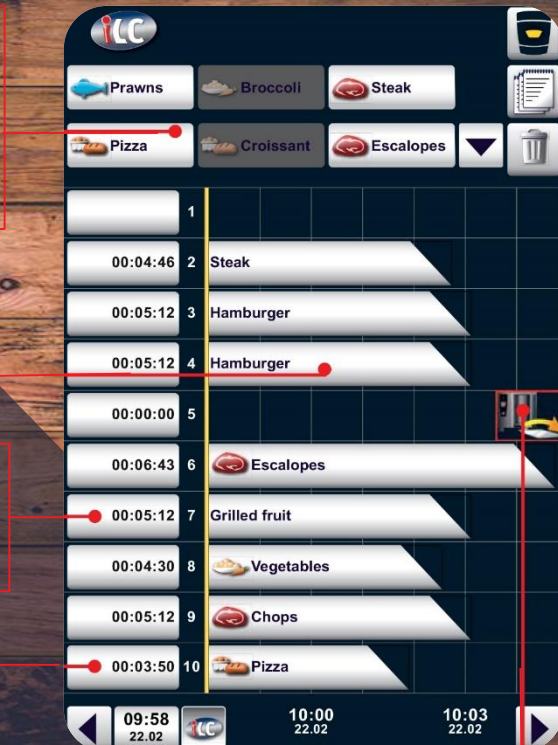 iLC
Prawns Broccoli Steak
Pizza Croissant Escalopes
1
00:04:46 2 Steak
00:05:12 3 Hamburger
00:05:12 4 Hamburger
00:00:00 5
00:06:43 6 Escalopes
00:05:12 7 Grilled fruit
00:04:30 8 Vegetables
00:05:12 9 Chops
00:03:50 10 Pizza
09:58 iLC 10:00 10:03
22.02 22.02 22.02